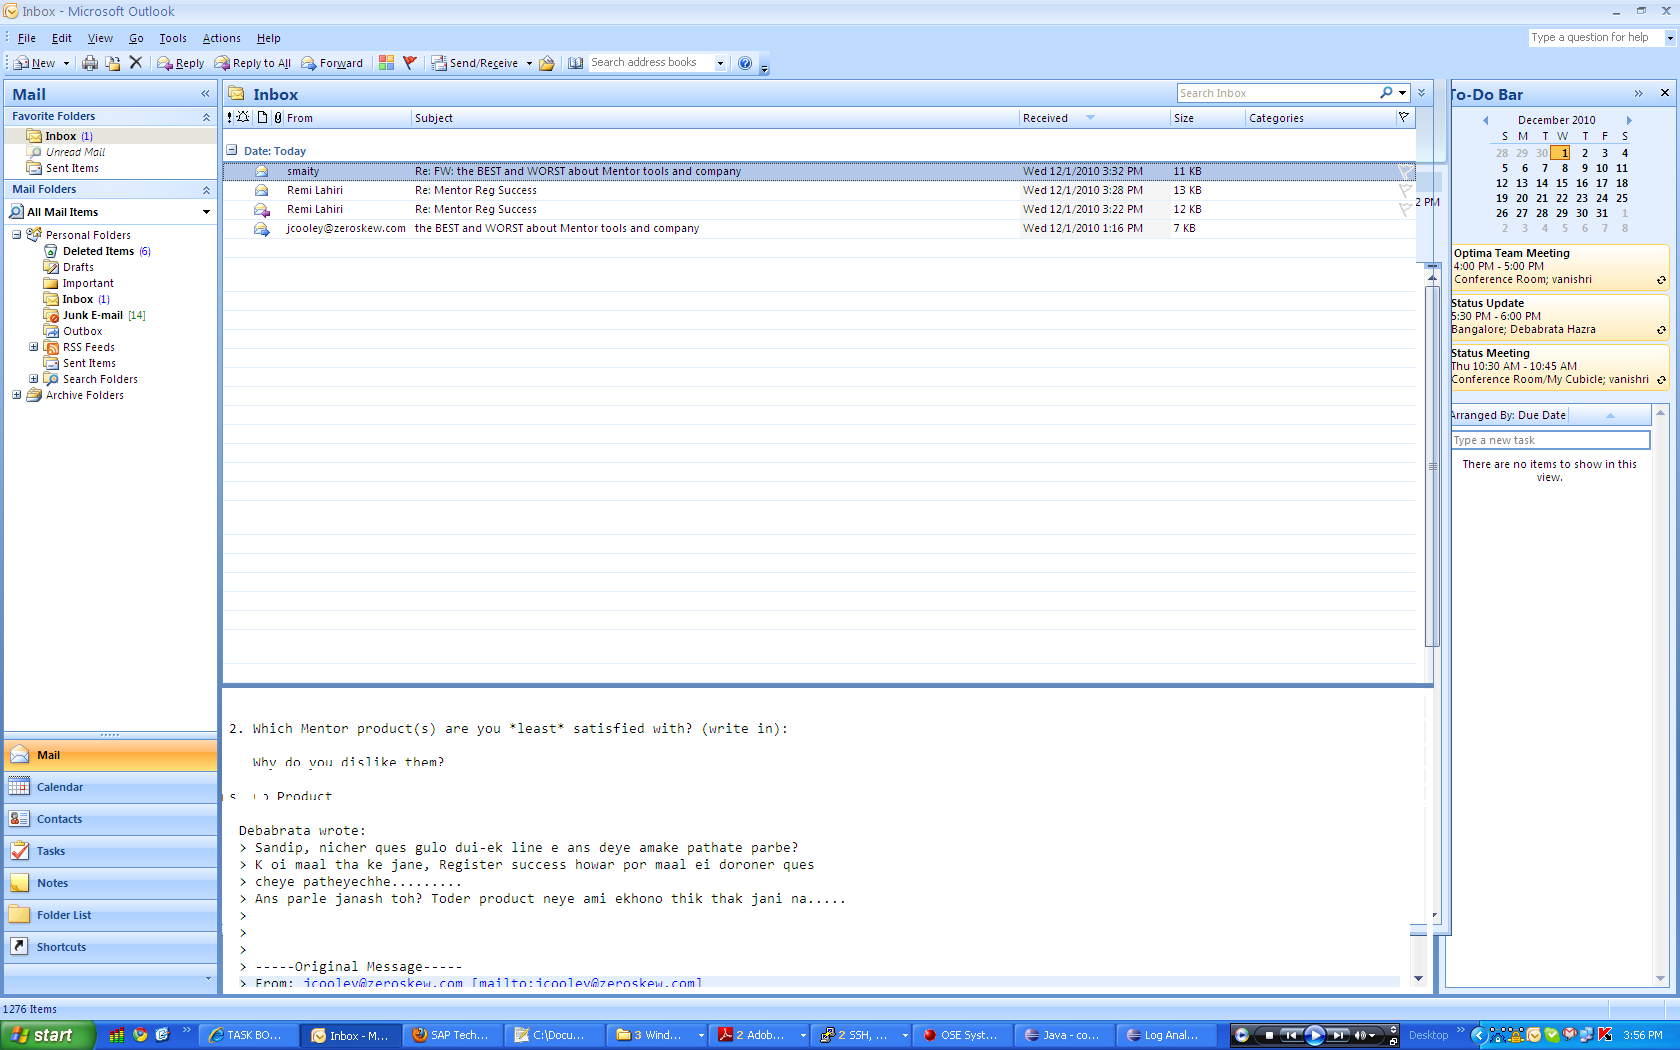 Inbox - Microsoft Outlook
File Edit View Go Tools Actions Help
Type a question for help
New Reply Reply to All Forward Send/Receive Search address books
Mail «
Favorite Folders
Inbox (1)
Unread Mail
Sent Items
Mail Folders
All Mail Items
Personal Folders
Deleted Items (6)
Drafts
Important
Inbox (1)
Junk E-mail [14]
Outbox
RSS Feeds
Sent Items
Search Folders
Archive Folders
Mail
Calendar
Contacts
Tasks
Notes
Folder List
Shortcuts
Inbox
Search Inbox
! From Subject Received Size Categories
Date: Today
smaity Re: FW: the BEST and WORST about Mentor tools and company Wed 12/1/2010 3:32 PM 11 KB
Remi Lahiri Re: Mentor Reg Success Wed 12/1/2010 3:28 PM 13 KB
Remi Lahiri Re: Mentor Reg Success Wed 12/1/2010 3:22 PM 12 KB
jcooley@zeroskew.com the BEST and WORST about Mentor tools and company Wed 12/1/2010 1:16 PM 7 KB
2 PM
2. Which Mentor product(s) are you *least* satisfied with? (write in):
Why do you dislike them?
Product
Debabrata wrote:
> Sandip, nicher ques gulo dui-ek line e ans deye amake pathate parbe?
> K oi maal tha ke jane, Register success howar por maal ei doroner ques
> cheye patheyechhe.........
> Ans parle janash toh? Toder product neye ami ekhono thik thak jani na.....
>
>
>
> -----Original Message-----
> From: jcooley@zeroskew.com [mailto:jcooley@zeroskew.com]
To-Do Bar »
December 2010
S M T W T F S
28 29 30 1 2 3 4
5 6 7 8 9 10 11
12 13 14 15 16 17 18
19 20 21 22 23 24 25
26 27 28 29 30 31 1
2 3 4 5 6 7 8
Optima Team Meeting
4:00 PM - 5:00 PM
Conference Room; vanishri
Status Update
5:30 PM - 6:00 PM
Bangalore; Debabrata Hazra
Status Meeting
Thu 10:30 AM - 10:45 AM
Conference Room/My Cubicle; vanishri
Arranged By: Due Date
Type a new task
There are no items to show in this
view.
1276 Items
start » TASK BO... Inbox - M... SAP Tech... C:\Docu... 3 Wind... 2 Adob... 2 SSH, ... OSE Syst... Java - co... Log Anal... Desktop » 3:56 PM